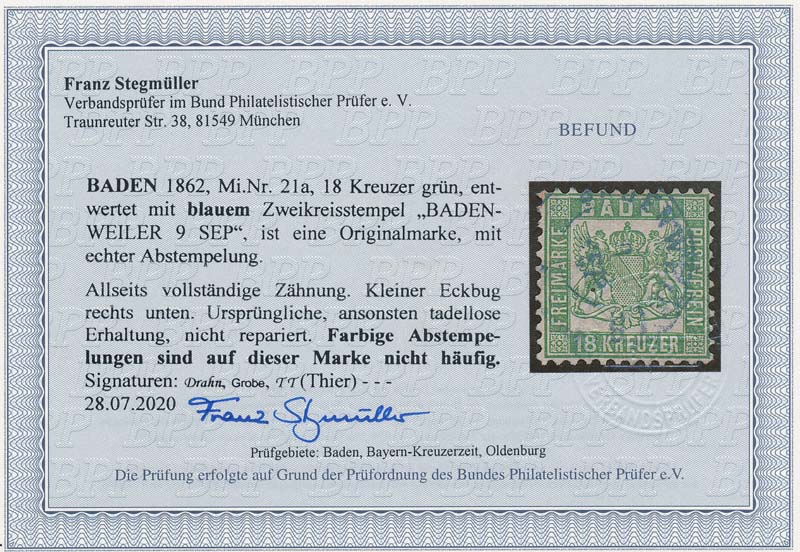 Franz Stegmüller
Verbandsprüfer im Bund Philatelistischer Prüfer e. V.
Traunreuter Str. 38, 81549 München
BEFUND
BADEN 1862, Mi.Nr. 21a, 18 Kreuzer grün, ent-
wertet mit blauem Zweikreisstempel „BADEN-
WEILER 9 SEP“, ist eine Originalmarke, mit
echter Abstempelung.
Allseits vollständige Zähnung. Kleiner Eckbug
rechts unten. Ursprüngliche, ansonsten tadellose
Erhaltung, nicht repariert. Farbige Abstempe-
lungen sind auf dieser Marke nicht häufig.
Signaturen: Drahn, Grobe, TT (Thier) - - -
28.07.2020 Franz Stegmüller
BADEN
FREIMARKE
POSTVEREIN
18 KREUZER
VERBANDSPRÜFER
Prüfgebiete: Baden, Bayern-Kreuzerzeit, Oldenburg
Die Prüfung erfolgte auf Grund der Prüfordnung des Bundes Philatelistischer Prüfer e.V.